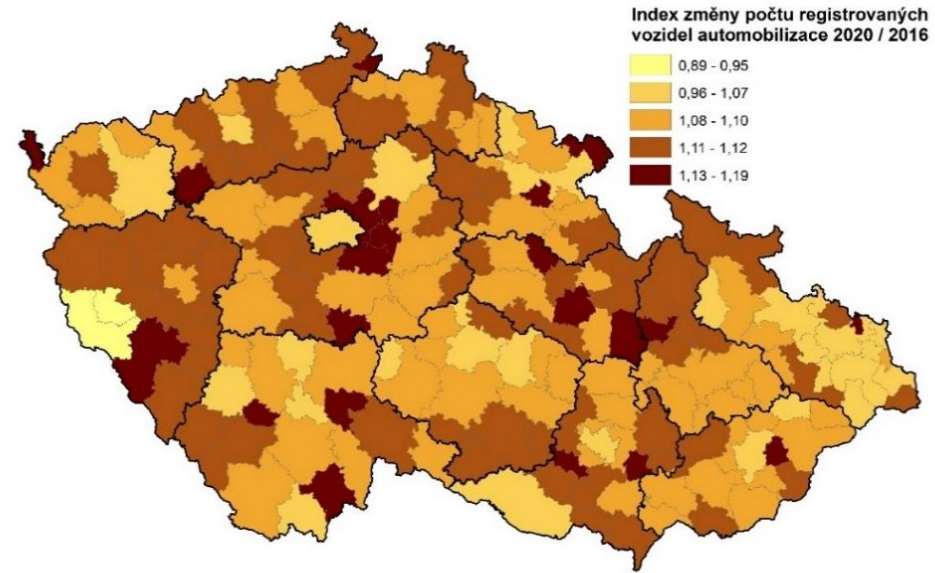 Index změny počtu registrovaných
vozidel automobilizace 2020 / 2016
0,89 - 0,95
0,96 - 1,07
1,08 - 1,10
1,11 - 1,12
1,13 - 1,19